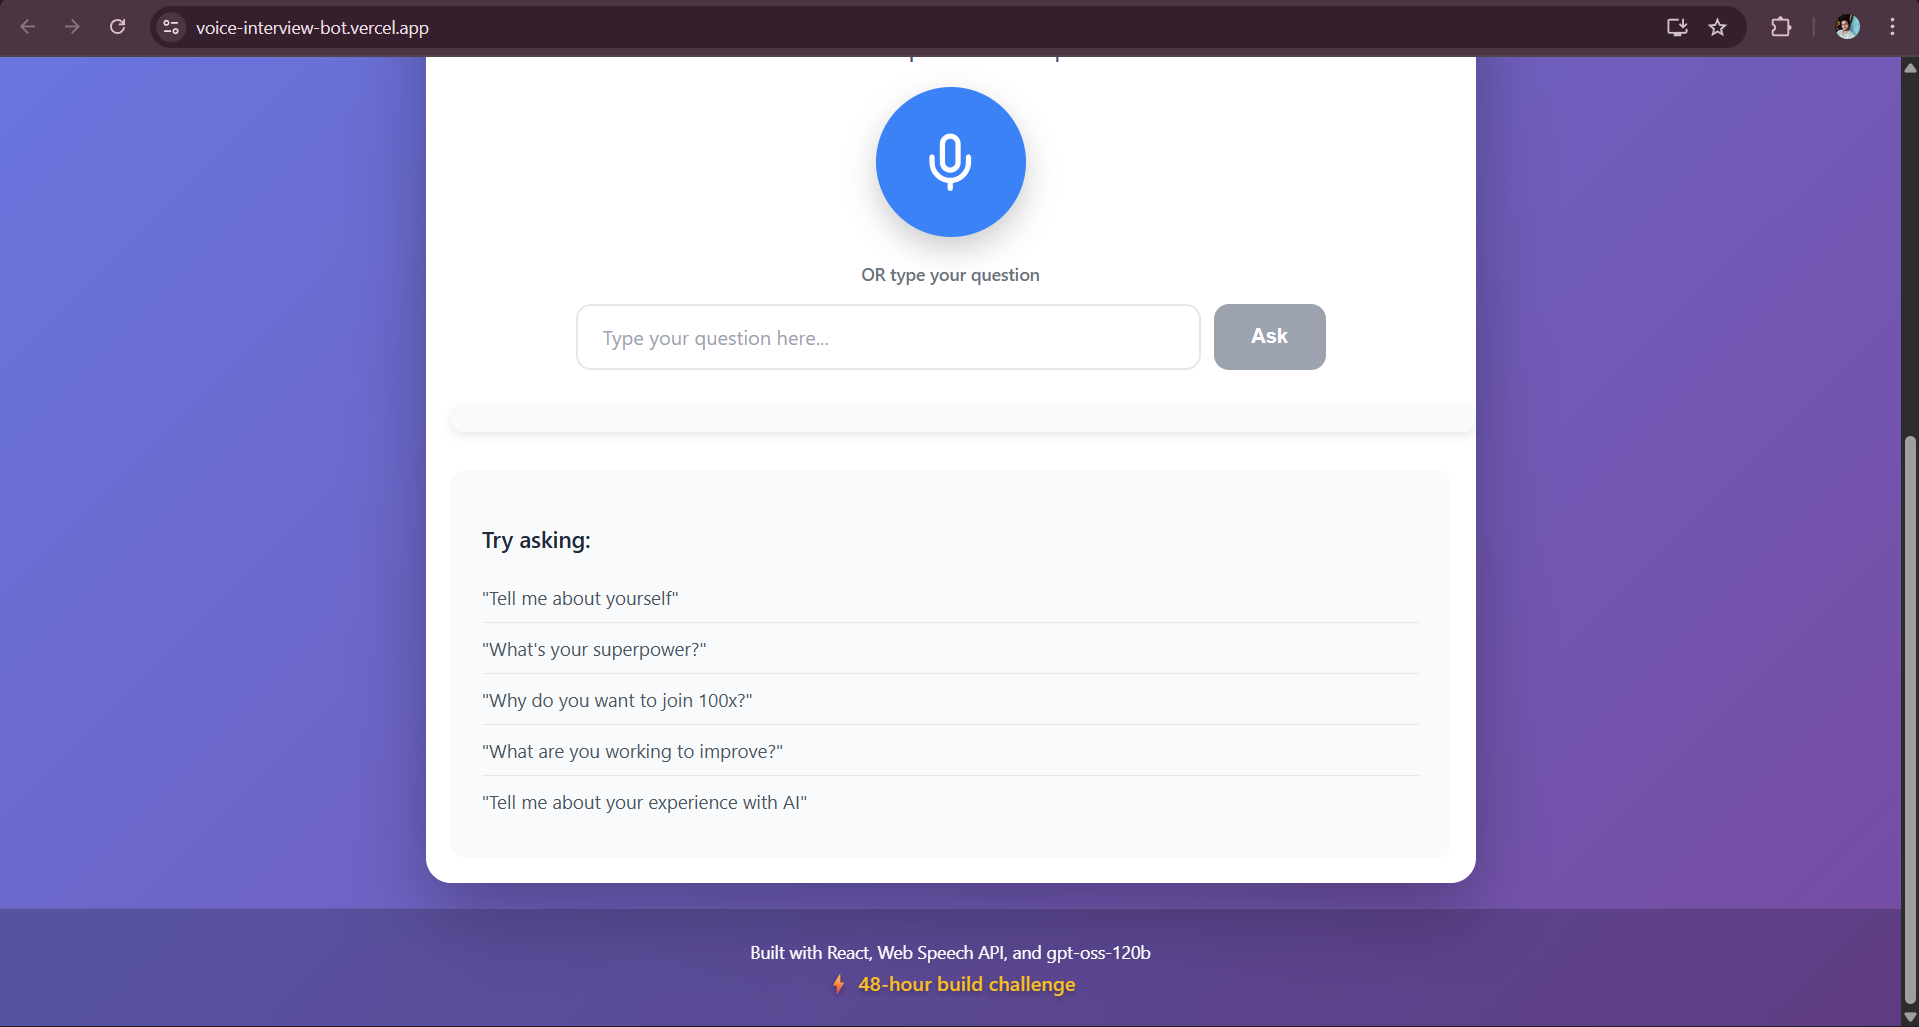 voice-interview-bot.vercel.app
OR type your question
Type your question here...
Ask
Try asking:
"Tell me about yourself"
"What's your superpower?"
"Why do you want to join 100x?"
"What are you working to improve?"
"Tell me about your experience with AI"
Built with React, Web Speech API, and gpt-oss-120b
48-hour build challenge